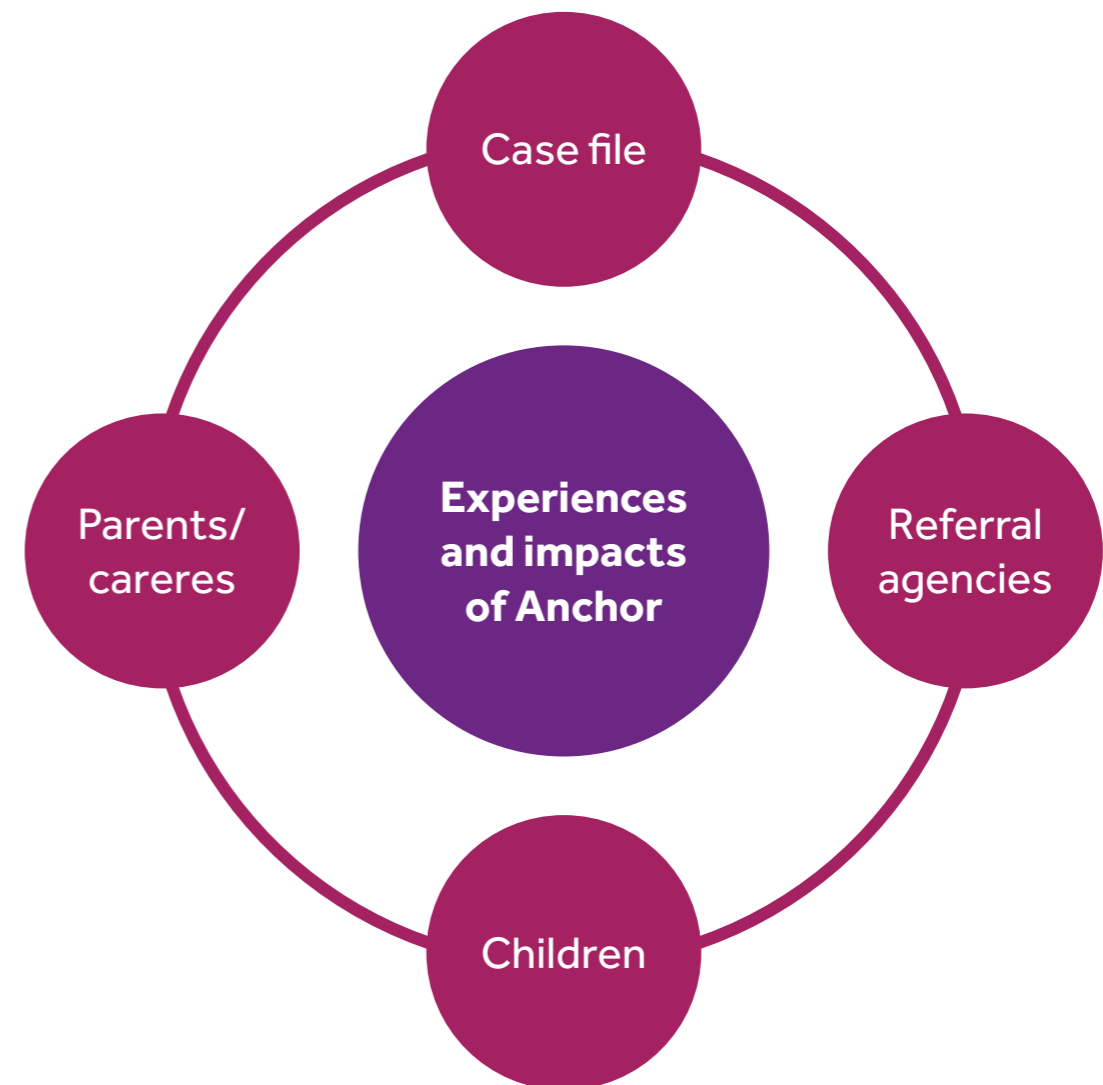 Case file
Parents/
careres
Experiences
and impacts
of Anchor
Referral
agencies
Children